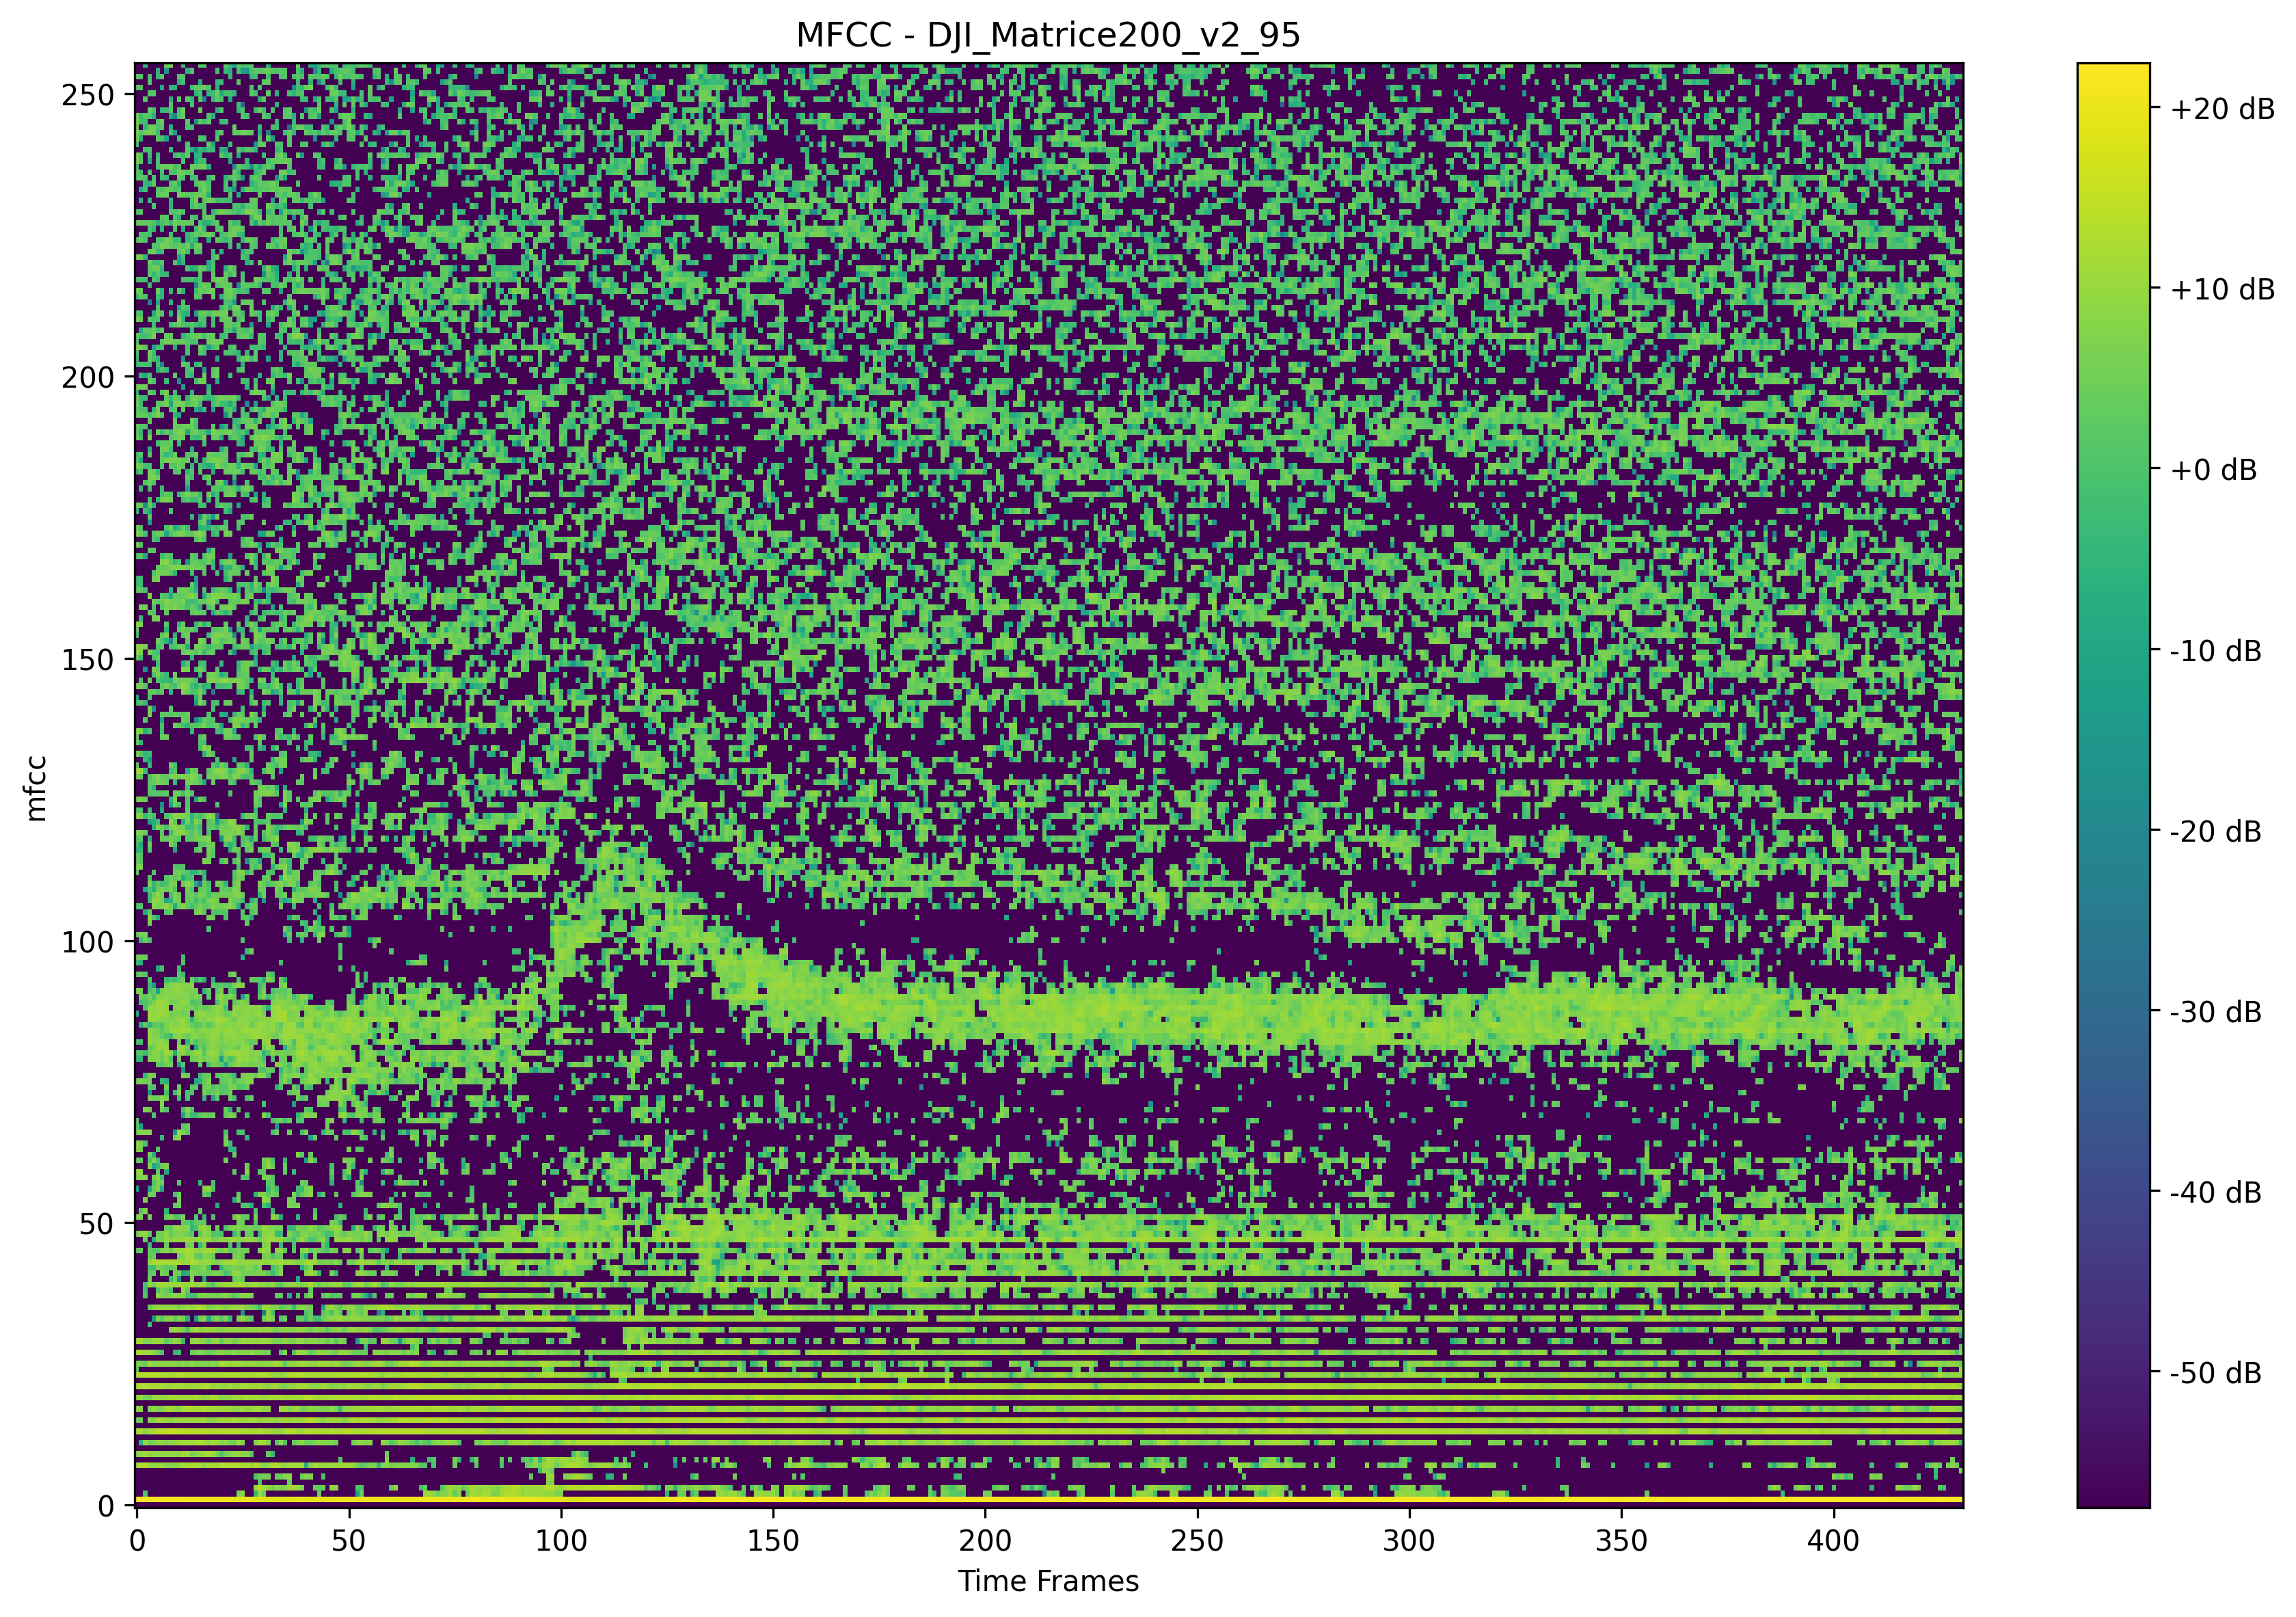 MFCC - DJI_Matrice200_v2_95
mfcc
250
200
150
100
50
0
0 50 100 150 200 250 300 350 400
Time Frames
+20 dB
+10 dB
+0 dB
-10 dB
-20 dB
-30 dB
-40 dB
-50 dB